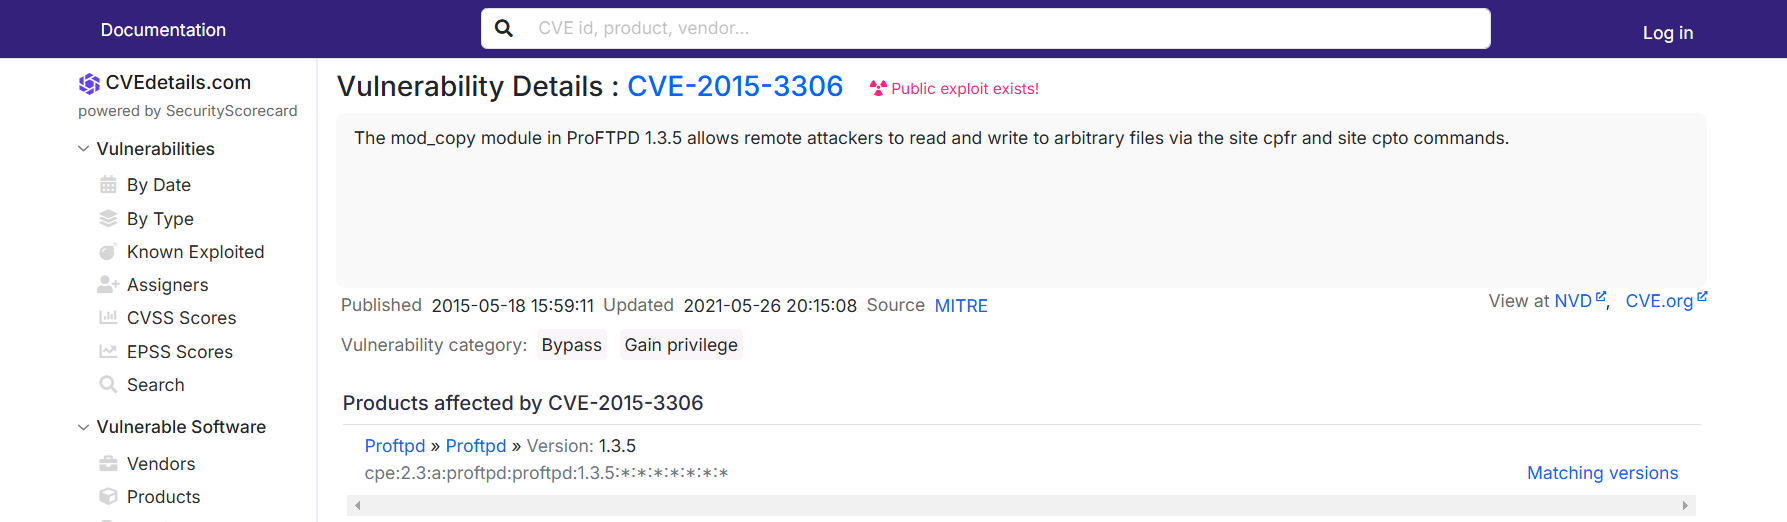 Documentation
CVE id, product, vendor...
Log in
CVEdetails.com
powered by SecurityScorecard
Vulnerabilities
By Date
By Type
Known Exploited
Assigners
CVSS Scores
EPSS Scores
Search
Vulnerable Software
Vendors
Products
Vulnerability Details : CVE-2015-3306
Public exploit exists!
The mod_copy module in ProFTPD 1.3.5 allows remote attackers to read and write to arbitrary files via the site cpfr and site cpto commands.
Published 2015-05-18 15:59:11 Updated 2021-05-26 20:15:08 Source MITRE
View at NVD, CVE.org
Vulnerability category: Bypass Gain privilege
Products affected by CVE-2015-3306
Proftpd » Proftpd » Version: 1.3.5
cpe:2.3:a:proftpd:proftpd:1.3.5:*:*:*:*:*:*:*
Matching versions